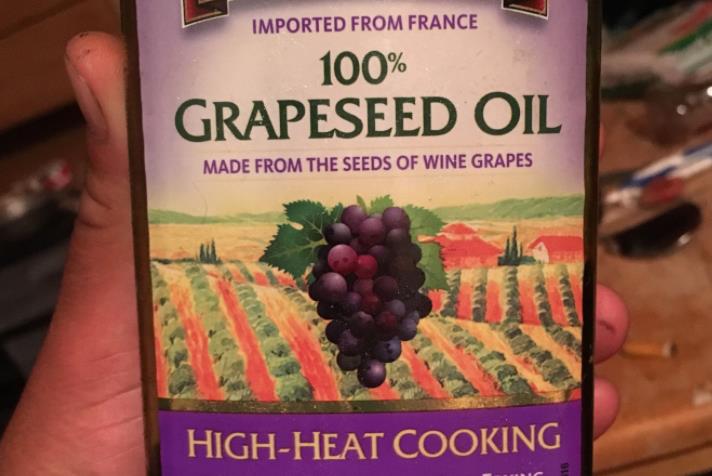 IMPORTED FROM FRANCE
100%
GRAPESEED OIL
MADE FROM THE SEEDS OF WINE GRAPES
HIGH-HEAT COOKING